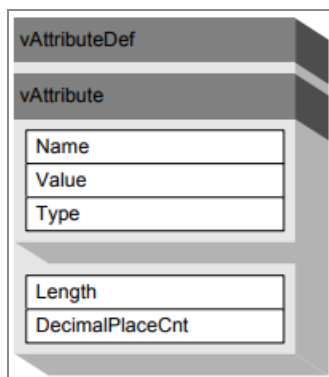 vAttributeDef
vAttribute
Name
Value
Type
Length
DecimalPlaceCnt